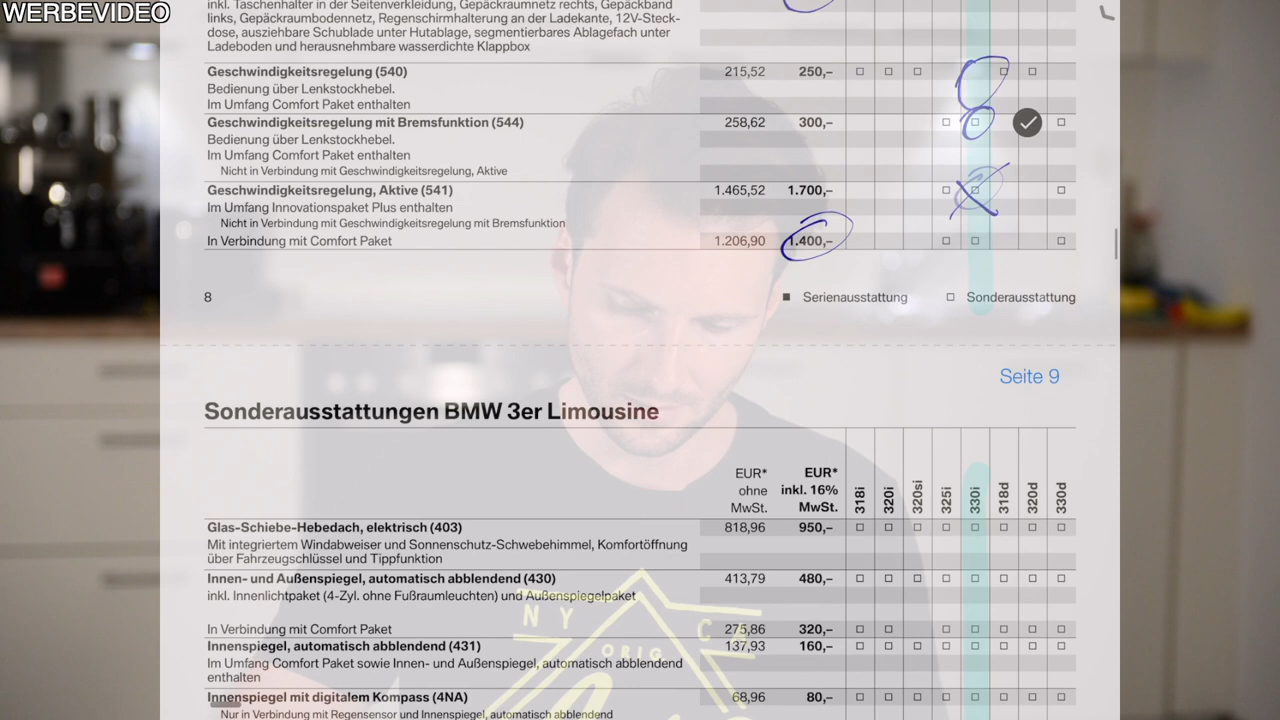 WERBEVIDEO
inkl. Taschenhalter in der Seitenverkleidung, Gepäckraumnetz rechts, Gepäckband
links, Gepäckraumbodennetz, Regenschirmhalterung an der Ladekante, 12V-Steck-
dose, ausziehbare Schublade unter Hutablage, segmentierbares Ablagefach unter
Ladeboden und herausnehmbare wasserdichte Klappbox
Geschwindigkeitsregelung (540) 215,52 250,–
Bedienung über Lenkstockhebel.
Im Umfang Comfort Paket enthalten
Geschwindigkeitsregelung mit Bremsfunktion (544) 258,62 300,–
Bedienung über Lenkstockhebel.
Im Umfang Comfort Paket enthalten
Nicht in Verbindung mit Geschwindigkeitsregelung, Aktive
Geschwindigkeitsregelung, Aktive (541) 1.465,52 1.700,–
Im Umfang Innovationspaket Plus enthalten
Nicht in Verbindung mit Geschwindigkeitsregelung mit Bremsfunktion
In Verbindung mit Comfort Paket 1.206,90 1.400,–
8 Serienausstattung Sonderausstattung
Seite 9
Sonderausstattungen BMW 3er Limousine
EUR* ohne MwSt. EUR* inkl. 16% MwSt. 318i 320i 320si 325i 330i 318d 320d 330d
Glas-Schiebe-Hebedach, elektrisch (403) 818,96 950,–
Mit integriertem Windabweiser und Sonnenschutz-Schwebehimmel, Komfortöffnung
über Fahrzeugschlüssel und Tippfunktion
Innen- und Außenspiegel, automatisch abblendend (430) 413,79 480,–
inkl. Innenlichtpaket (4-Zyl. ohne Fußraumleuchten) und Außenspiegelpaket
In Verbindung mit Comfort Paket 275,86 320,–
Innenspiegel, automatisch abblendend (431) 137,93 160,–
Im Umfang Comfort Paket sowie Innen- und Außenspiegel, automatisch abblendend
enthalten
Innenspiegel mit digitalem Kompass (4NA) 68,96 80,–
Nur in Verbindung mit Regensensor und Innenspiegel, automatisch abblendend
N Y C
ORIG